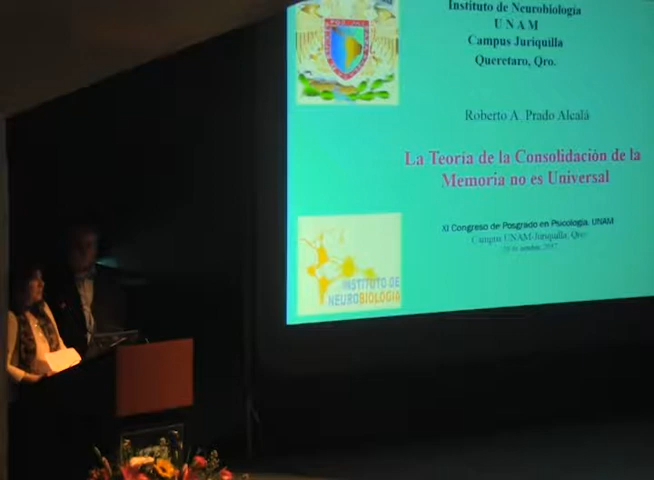 Instituto de Neurobiología
U N A M
Campus Juriquilla
Queretaro, Qro.
Roberto A. Prado Alcalá
La Teoría de la Consolidación de la
Memoria no es Universal
XI Congreso de Posgrado en Psicología, UNAM
Campus UNAM-Juriquilla, Qro.
INSTITUTO DE
NEUROBIOLOGÍA